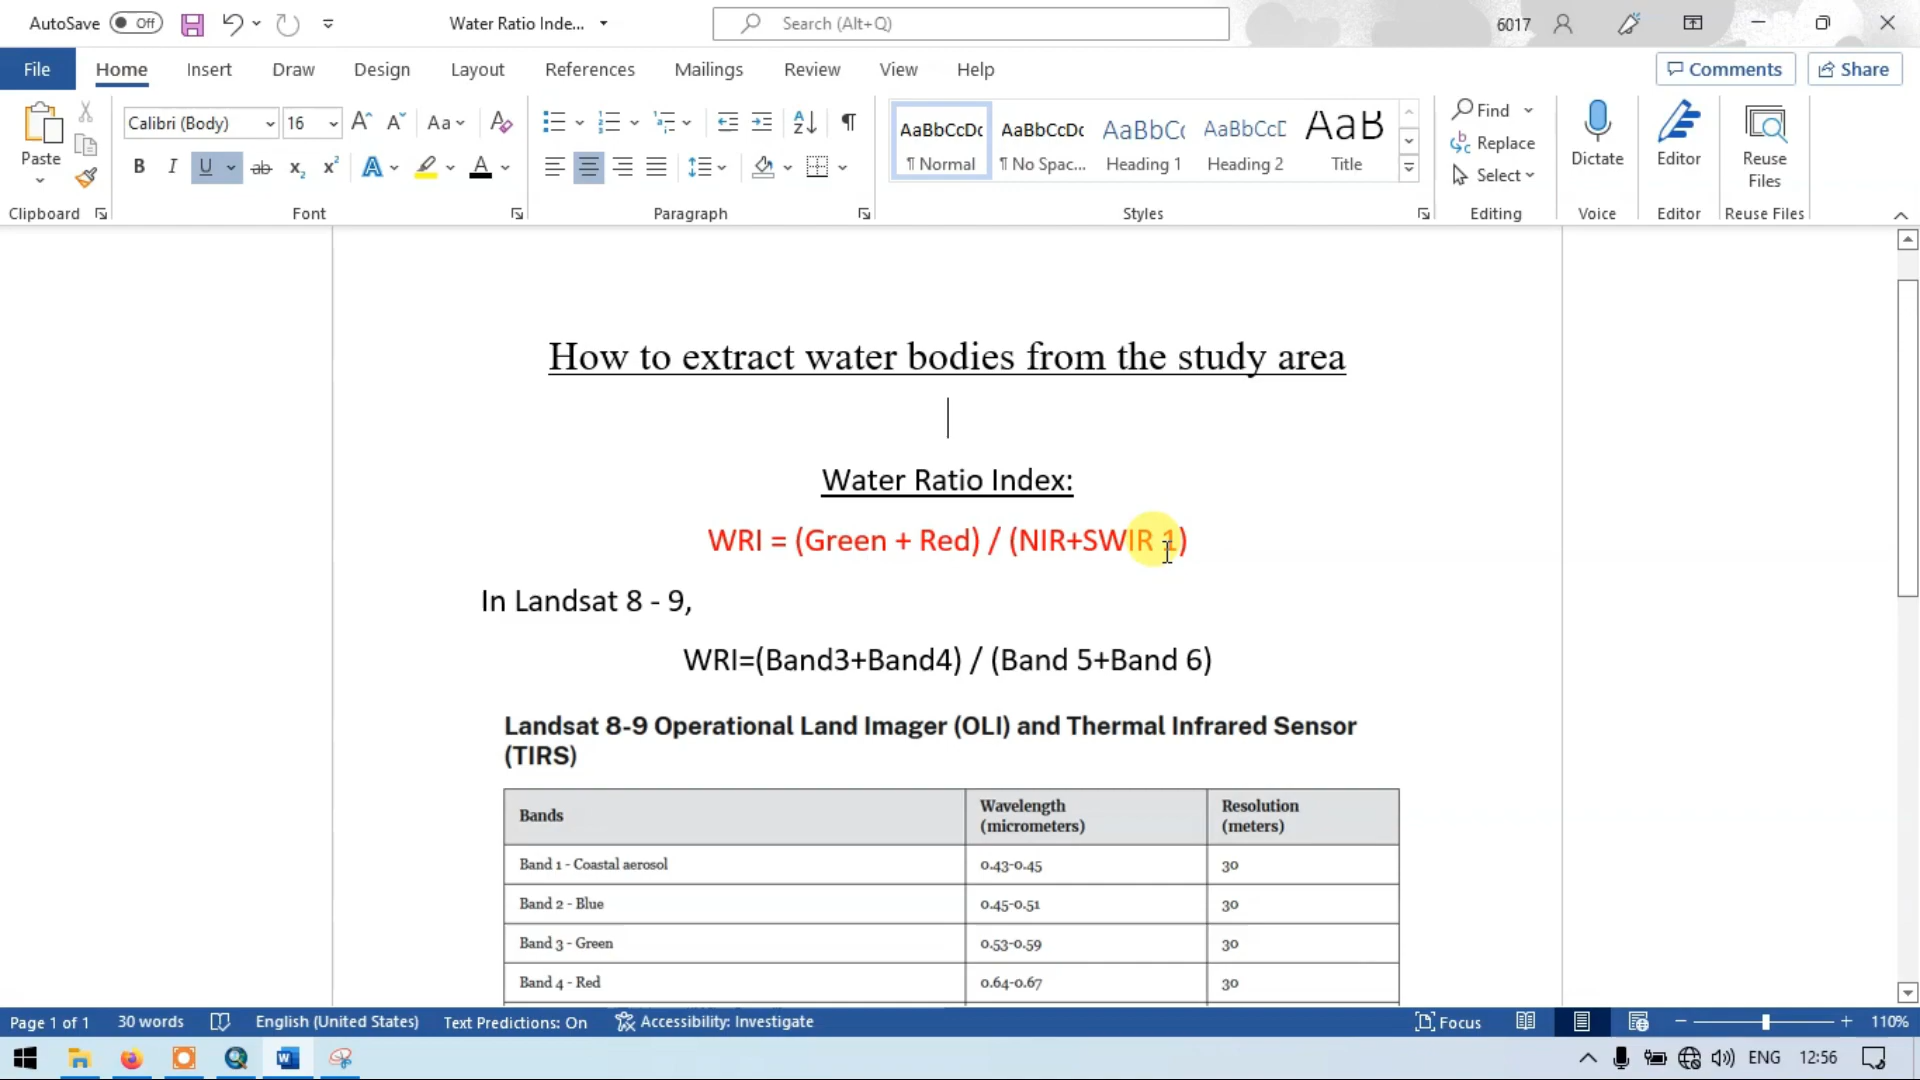 AutoSave Off Water Ratio Inde... Search (Alt+Q) 6017
File Home Insert Draw Design Layout References Mailings Review View Help Comments Share
Calibri (Body) 16 Aa
Paste
B I U ab x₂ x² A A
AaBbCcDc AaBbCcDc AaBbC AaBbCcD AaB
¶ Normal ¶ No Spac... Heading 1 Heading 2 Title
Find
Replace
Select
Dictate Editor Reuse Files
Clipboard Font Paragraph Styles Editing Voice Editor Reuse Files
How to extract water bodies from the study area
Water Ratio Index:
WRI = (Green + Red) / (NIR+SWIR 1)
In Landsat 8 - 9,
WRI=(Band3+Band4) / (Band 5+Band 6)
Landsat 8-9 Operational Land Imager (OLI) and Thermal Infrared Sensor
(TIRS)
Bands Wavelength (micrometers) Resolution (meters)
Band 1 - Coastal aerosol 0.43-0.45 30
Band 2 - Blue 0.45-0.51 30
Band 3 - Green 0.53-0.59 30
Band 4 - Red 0.64-0.67 30
Page 1 of 1 30 words English (United States) Text Predictions: On Accessibility: Investigate Focus 110%
ENG 12:56